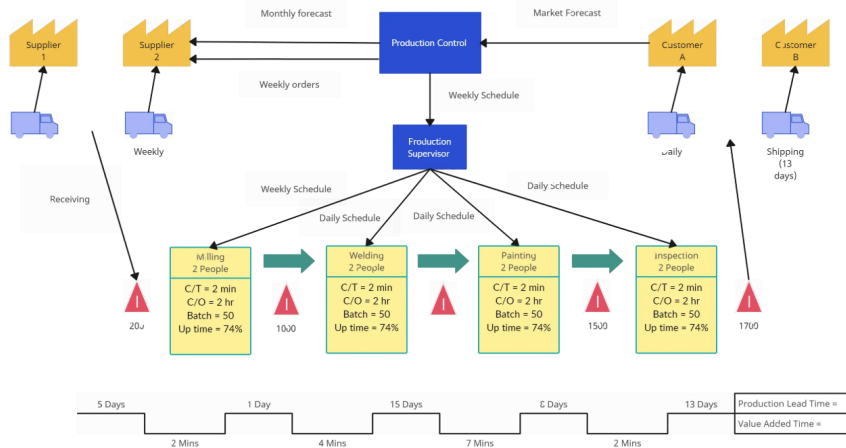 Monthly forecast
Market Forecast
Supplier
1
Supplier
2
Production Control
Customer
A
Customer
B
Weekly orders
Weekly Schedule
Weekly
Daily
Shipping
(13
days)
Production
Supervisor
Receiving
Weekly Schedule
Daily Schedule
Daily Schedule
Daily Schedule
Milling
2 People
C/T = 2 min
C/O = 2 hr
Batch = 50
Up time = 74%
Welding
2 People
C/T = 2 min
C/O = 2 hr
Batch = 50
Up time = 74%
Painting
2 People
C/T = 2 min
C/O = 2 hr
Batch = 50
Up time = 74%
Inspection
2 People
C/T = 2 min
C/O = 2 hr
Batch = 50
Up time = 74%
1000
1500
1700
5 Days
1 Day
15 Days
8 Days
13 Days
Production Lead Time =
Value Added Time =
2 Mins
4 Mins
7 Mins
2 Mins